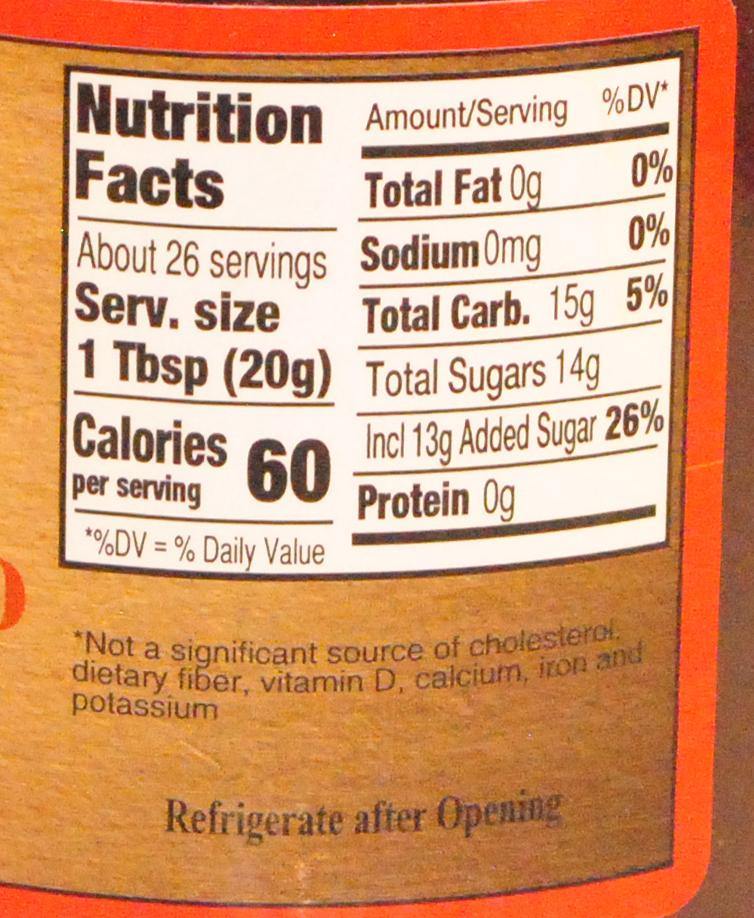 Nutrition
Facts
About 26 servings
Serv. size
1 Tbsp (20g)
Calories 60
per serving
*%DV = % Daily Value
Amount/Serving %DV*
Total Fat 0g 0%
Sodium 0mg 0%
Total Carb. 15g 5%
Total Sugars 14g
Incl 13g Added Sugar 26%
Protein 0g
*Not a significant source of cholesterol,
dietary fiber, vitamin D, calcium, iron and
potassium
Refrigerate after Opening